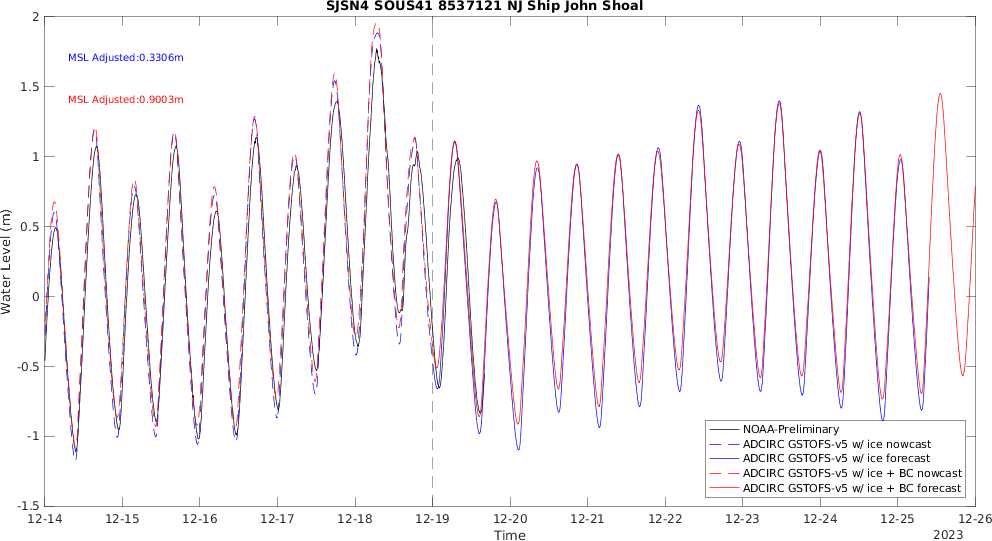 SJSN4 SOUS41 8537121 NJ Ship John Shoal
MSL Adjusted:0.3306m
MSL Adjusted:0.9003m
Water Level (m)
2
1.5
1
0.5
0
-0.5
-1
-1.5
NOAA-Preliminary
ADCIRC GSTOFS-v5 w/ ice nowcast
ADCIRC GSTOFS-v5 w/ ice forecast
ADCIRC GSTOFS-v5 w/ ice + BC nowcast
ADCIRC GSTOFS-v5 w/ ice + BC forecast
12-14 12-15 12-16 12-17 12-18 12-19 12-20 12-21 12-22 12-23 12-24 12-25 12-26
Time
2023